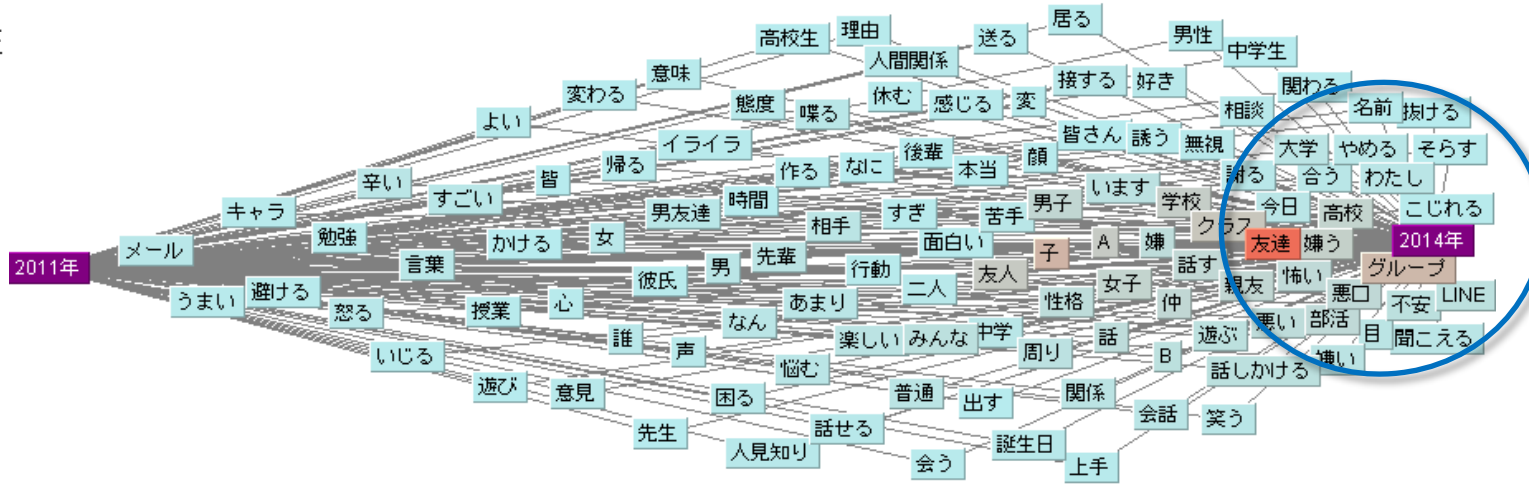 2011年
メール
キャラ
うまい
避ける
辛い
よい
勉強
怒る
いじる
すごい
言葉
変わる
意味
皆
帰る
かける
授業
遊び
心
意見
イライラ
態度
高校生
理由
女
男友達
時間
彼氏
誰
声
先生
困る
人見知り
男
先輩
なん
悩む
作る
喋る
休む
人間関係
相手
なに
あまり
行動
話せる
楽しい
普通
会う
後輩
すぎ
感じる
送る
本当
面白い
二人
みんな
出す
中学
誕生日
上手
周り
関係
友人
苦手
変
顔
居る
男子
子
性格
A
います
皆さん
接する
好き
誘う
男性
中学生
無視
学校
嫌
女子
話
仲
B
会話
笑う
遊ぶ
話す
クラス
親友
話しかける
悪い
相談
謝る
今日
友達
嫌う
怖い
関わる
大学
合う
高校
名前
抜ける
やめる
そらす
わたし
こじれる
2014年
グループ
悪口
不安
LINE
部活
目
聞こえる
嫌い